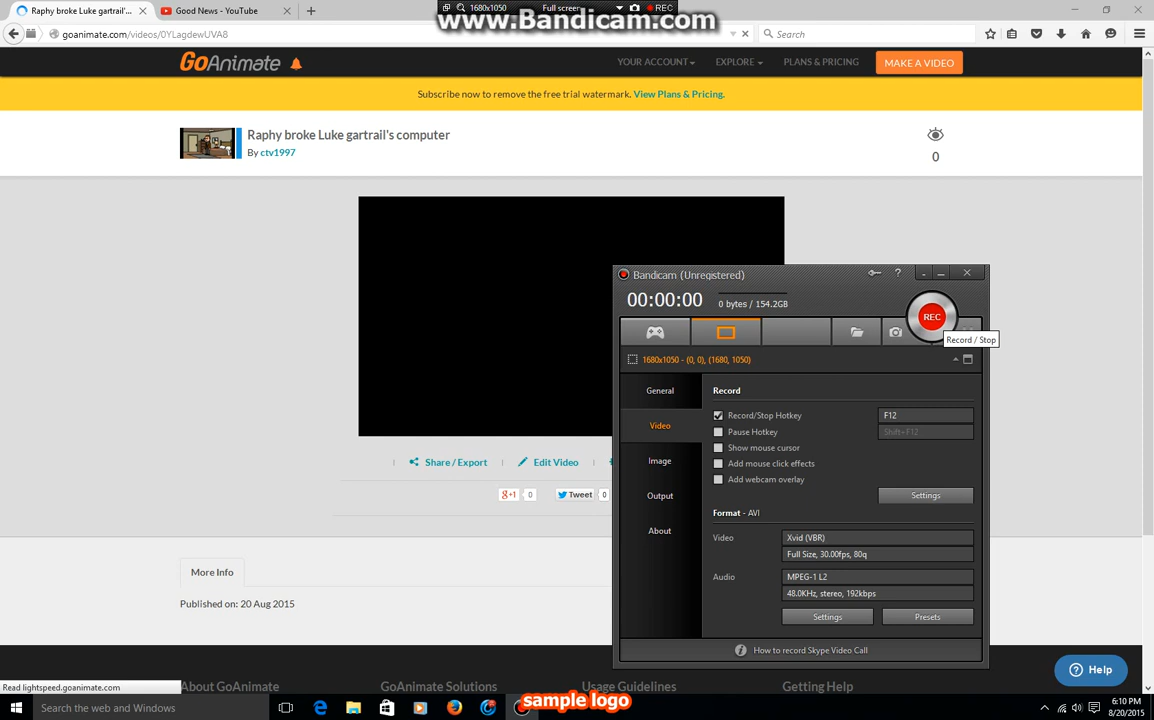 Raphy broke Luke gartrail'...
Good News - YouTube
1680x1050
Full screen
REC
www.Bandicam.com
goanimate.com/videos/0YLagdewUVA8
Search
GoAnimate
YOUR ACCOUNT
EXPLORE
PLANS & PRICING
MAKE A VIDEO
Subscribe now to remove the free trial watermark. View Plans & Pricing.
Raphy broke Luke gartrail's computer
By ctv1997
0
Bandicam (Unregistered)
00:00:00
0 bytes / 154.2GB
REC
Record / Stop
1680x1050 - (0, 0), (1680, 1050)
General
Video
Image
Output
About
Record
Record/Stop Hotkey
F12
Pause Hotkey
Shift+F12
Show mouse cursor
Add mouse click effects
Add webcam overlay
Settings
Format - AVI
Video
Xvid (VBR)
Full Size, 30.00fps, 80q
Audio
MPEG-1 L2
48.0KHz, stereo, 192kbps
Settings
Presets
How to record Skype Video Call
Share / Export
Edit Video
g+1
0
Tweet
0
More Info
Published on: 20 Aug 2015
Help
Read lightspeed.goanimate.com
About GoAnimate
GoAnimate Solutions
Usage Guidelines
Getting Help
Search the web and Windows
sample logo
6:10 PM
8/20/2015